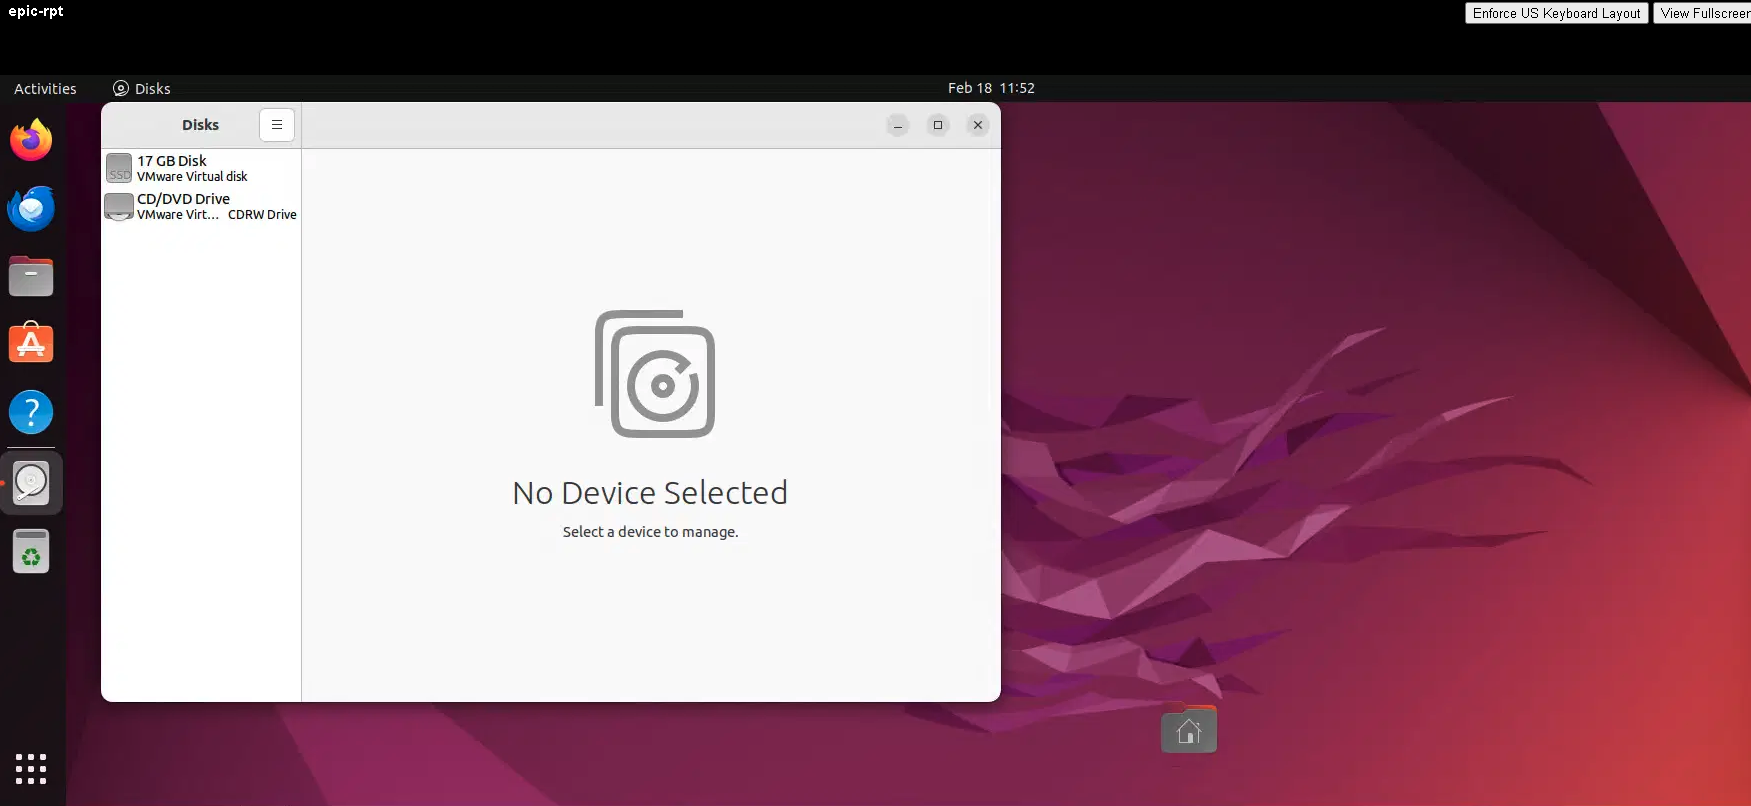 epic-rpt
Enforce US Keyboard Layout
View Fullscreen
Activities
Disks
Feb 18 11:52
Disks
17 GB Disk
SSD
VMware Virtual disk
CD/DVD Drive
VMware Virt... CDRW Drive
No Device Selected
Select a device to manage.